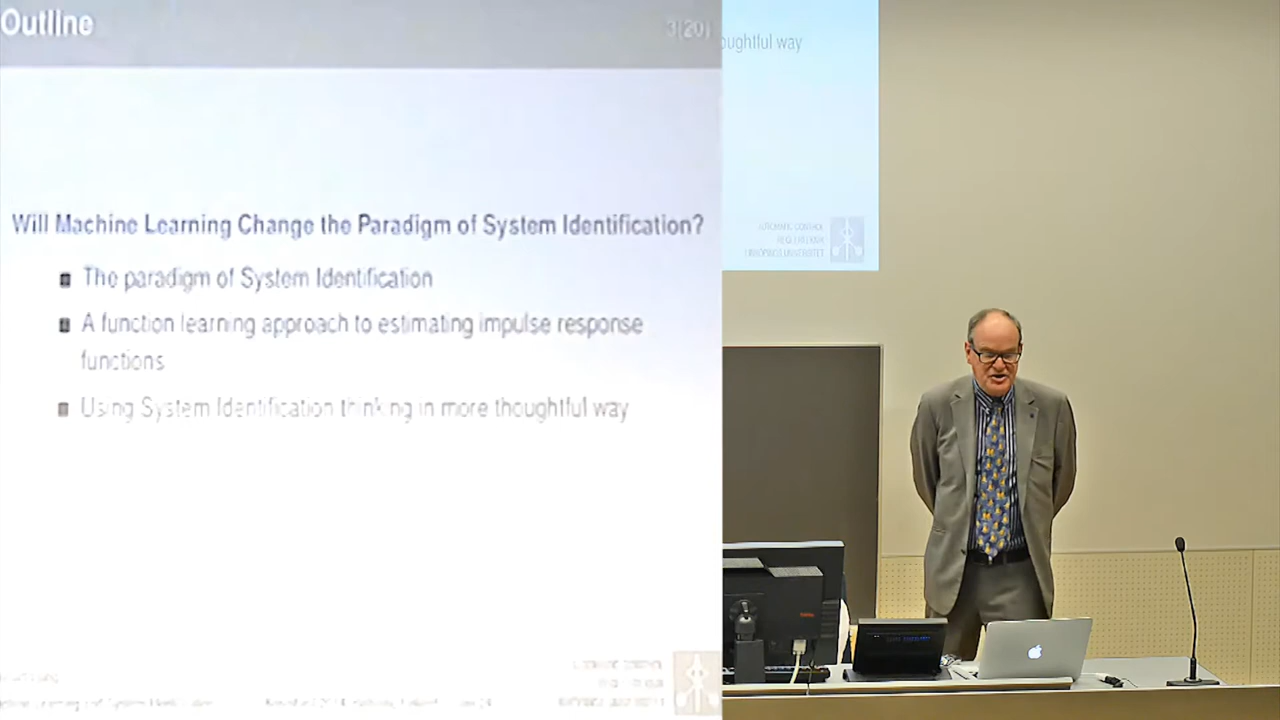 Outline
3(20)
Will Machine Learning Change the Paradigm of System Identification?
The paradigm of System Identification
A function learning approach to estimating impulse response
functions
Using System Identification thinking in more thoughtful way
oughtful way